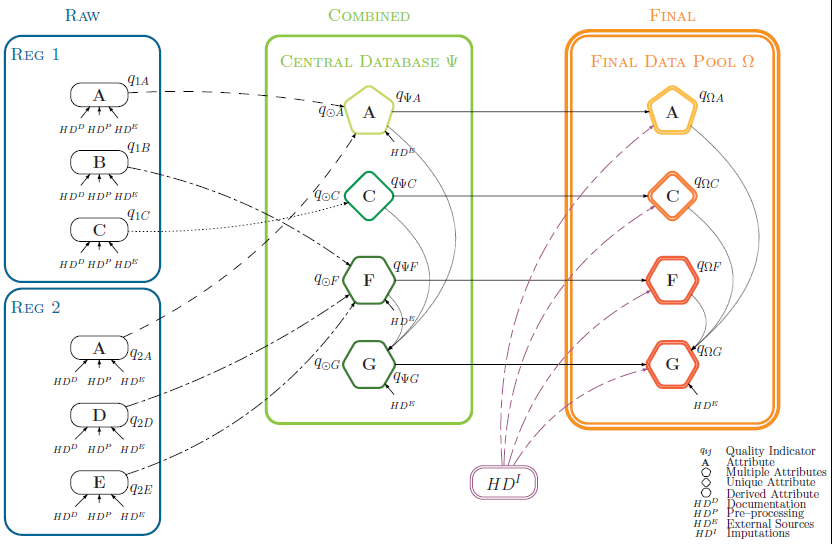 RAW
COMBINED
FINAL
REG 1
CENTRAL DATABASE Ψ
FINAL DATA POOL Ω
A
q1A
HD^D HD^P HD^E
B
q1B
HD^D HD^P HD^E
C
q1C
HD^D HD^P HD^E
REG 2
A
q2A
HD^D HD^P HD^E
D
q2D
HD^D HD^P HD^E
E
q2E
HD^D HD^P HD^E
q⊙A
A
qΨA
HD^E
q⊙C
C
qΨC
q⊙F
F
qΨF
HD^E
q⊙G
G
qΨG
HD^E
A
qΩA
C
qΩC
F
qΩF
G
qΩG
HD^E
HD^I
qij Quality Indicator
A Attribute
Multiple Attributes
Unique Attribute
Derived Attribute
HD^D Documentation
HD^P Pre–processing
HD^E External Sources
HD^I Imputations